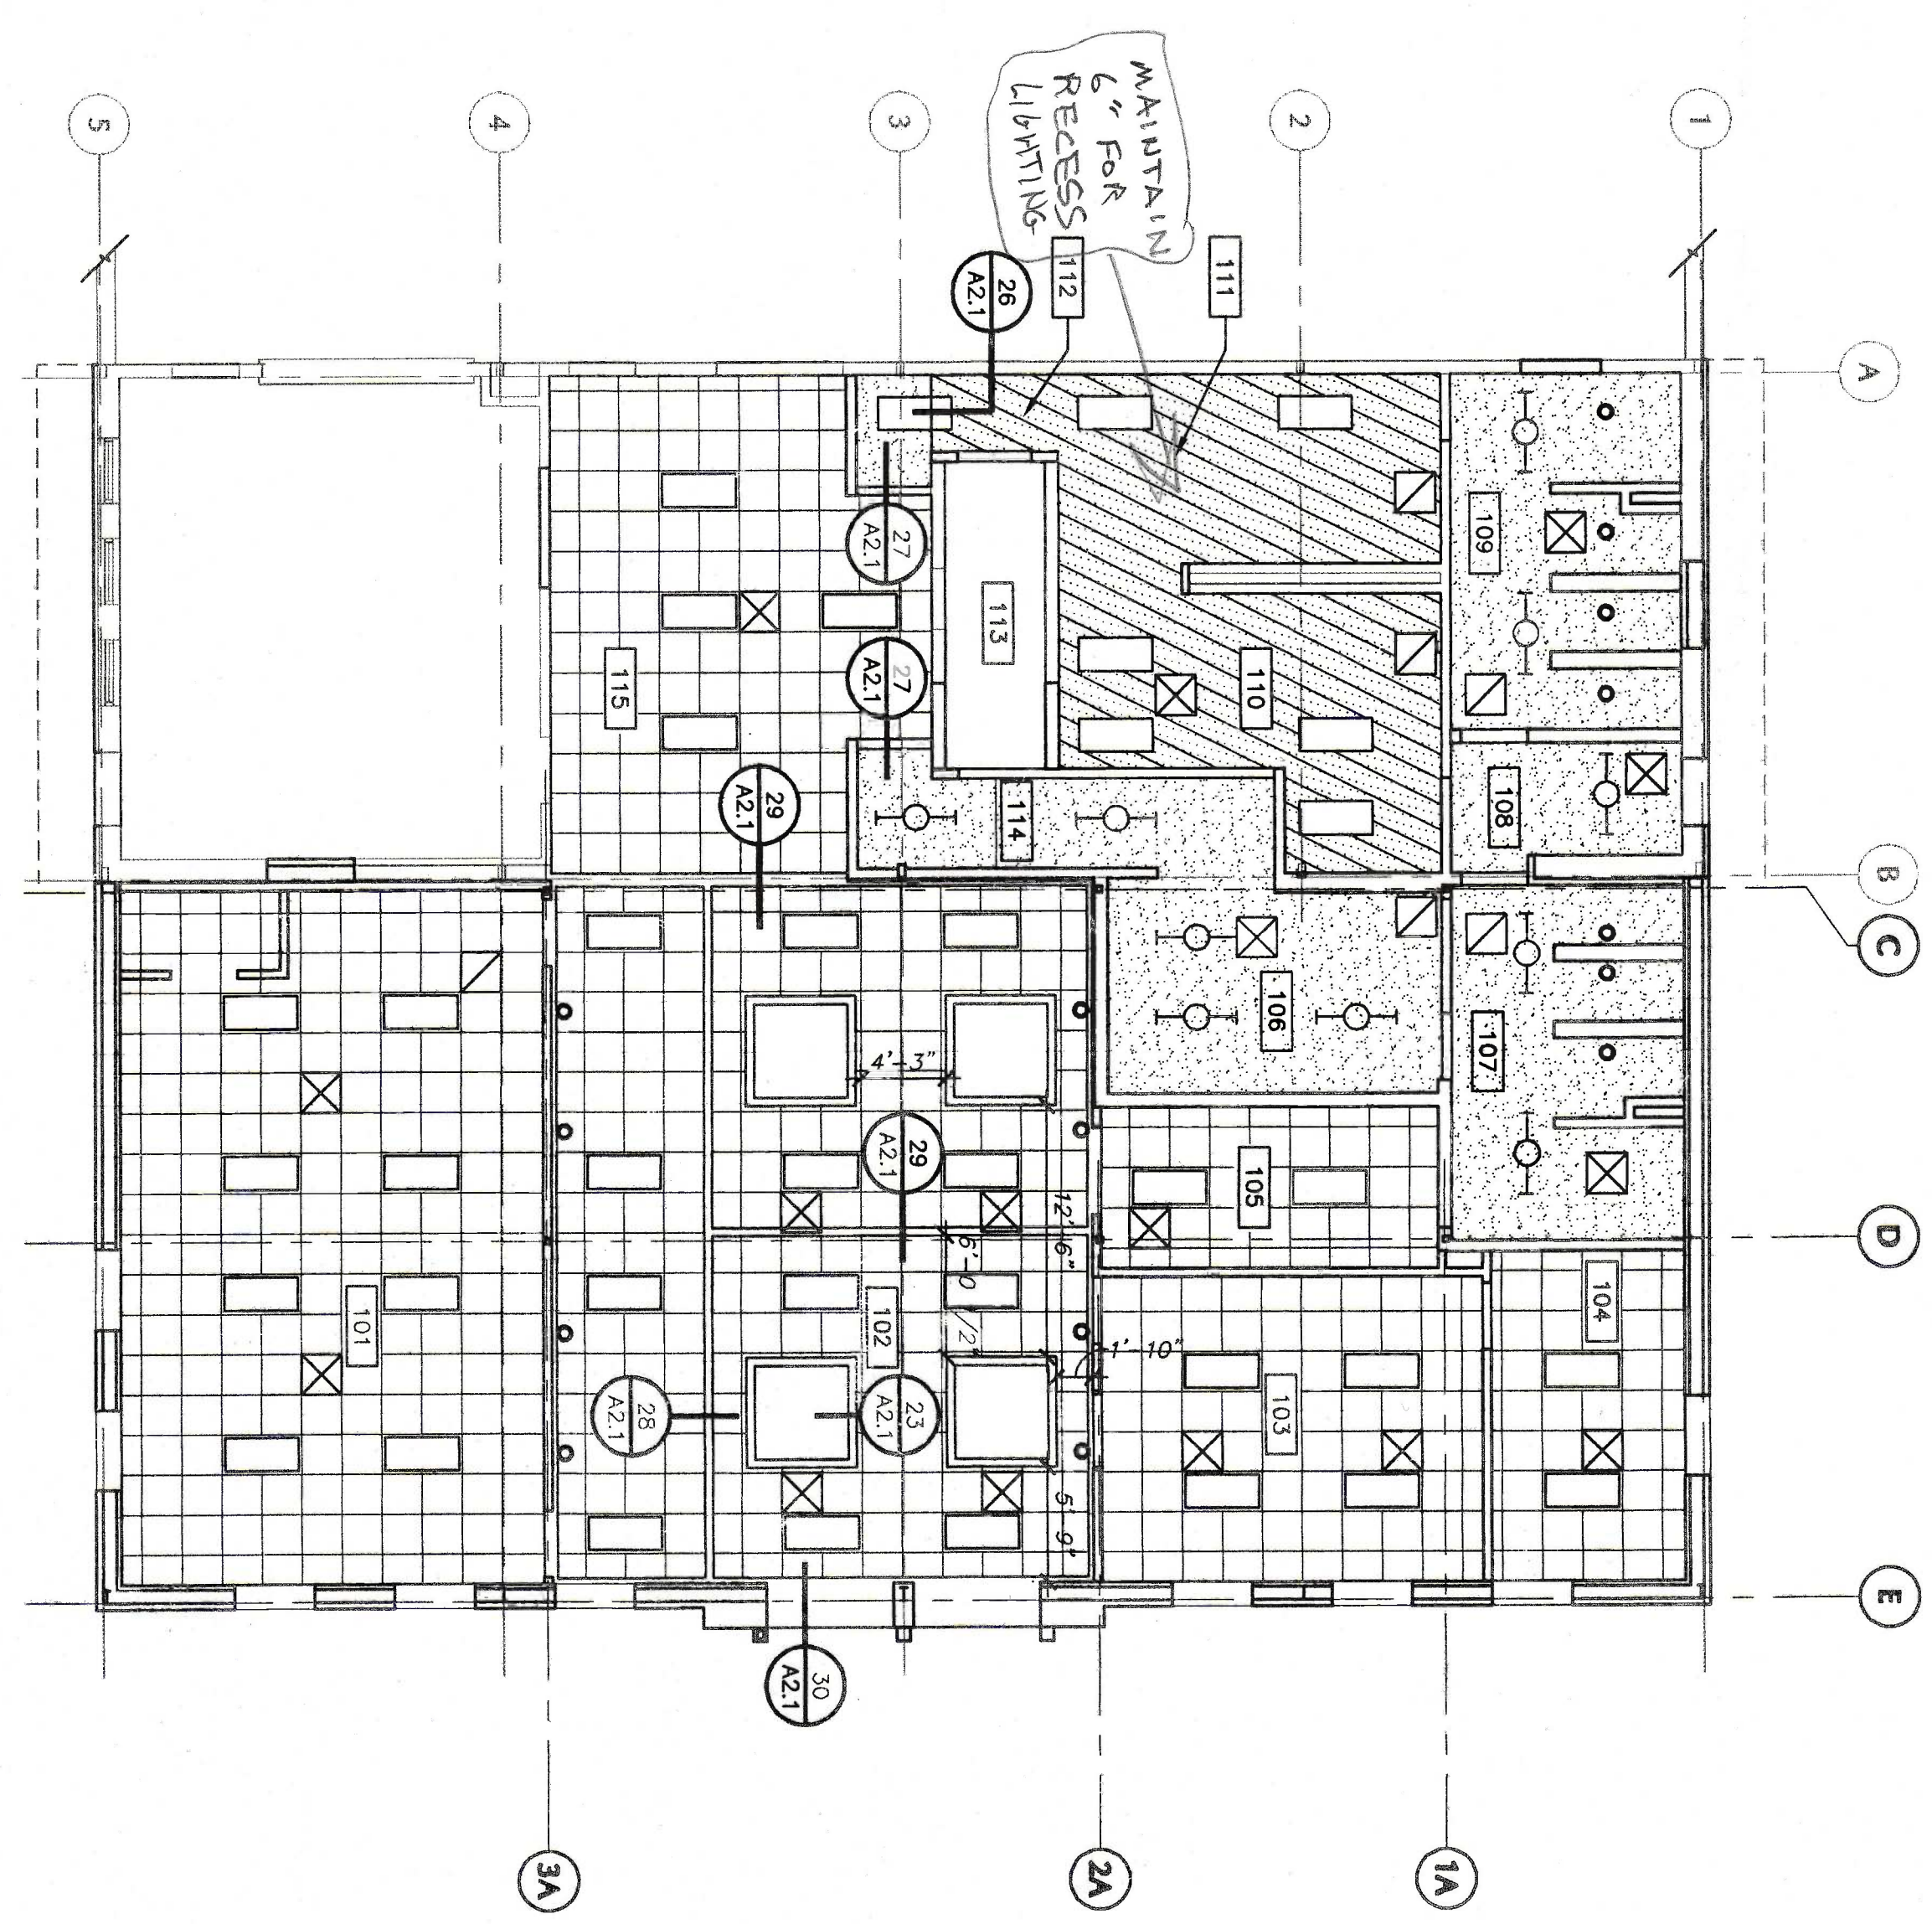 MAINTAIN
6" FOR
RECESS
LIGHTING
5
4
3
2
1
A
B
C
D
E
3A
2A
1A
111
112
26
A2.1
27
A2.1
27
A2.1
29
A2.1
29
A2.1
28
A2.1
23
A2.1
30
A2.1
109
108
107
110
113
114
115
106
105
104
103
102
101
4'-3"
12' 6"
6'-0 1/2"
1'-10"
5' 9"